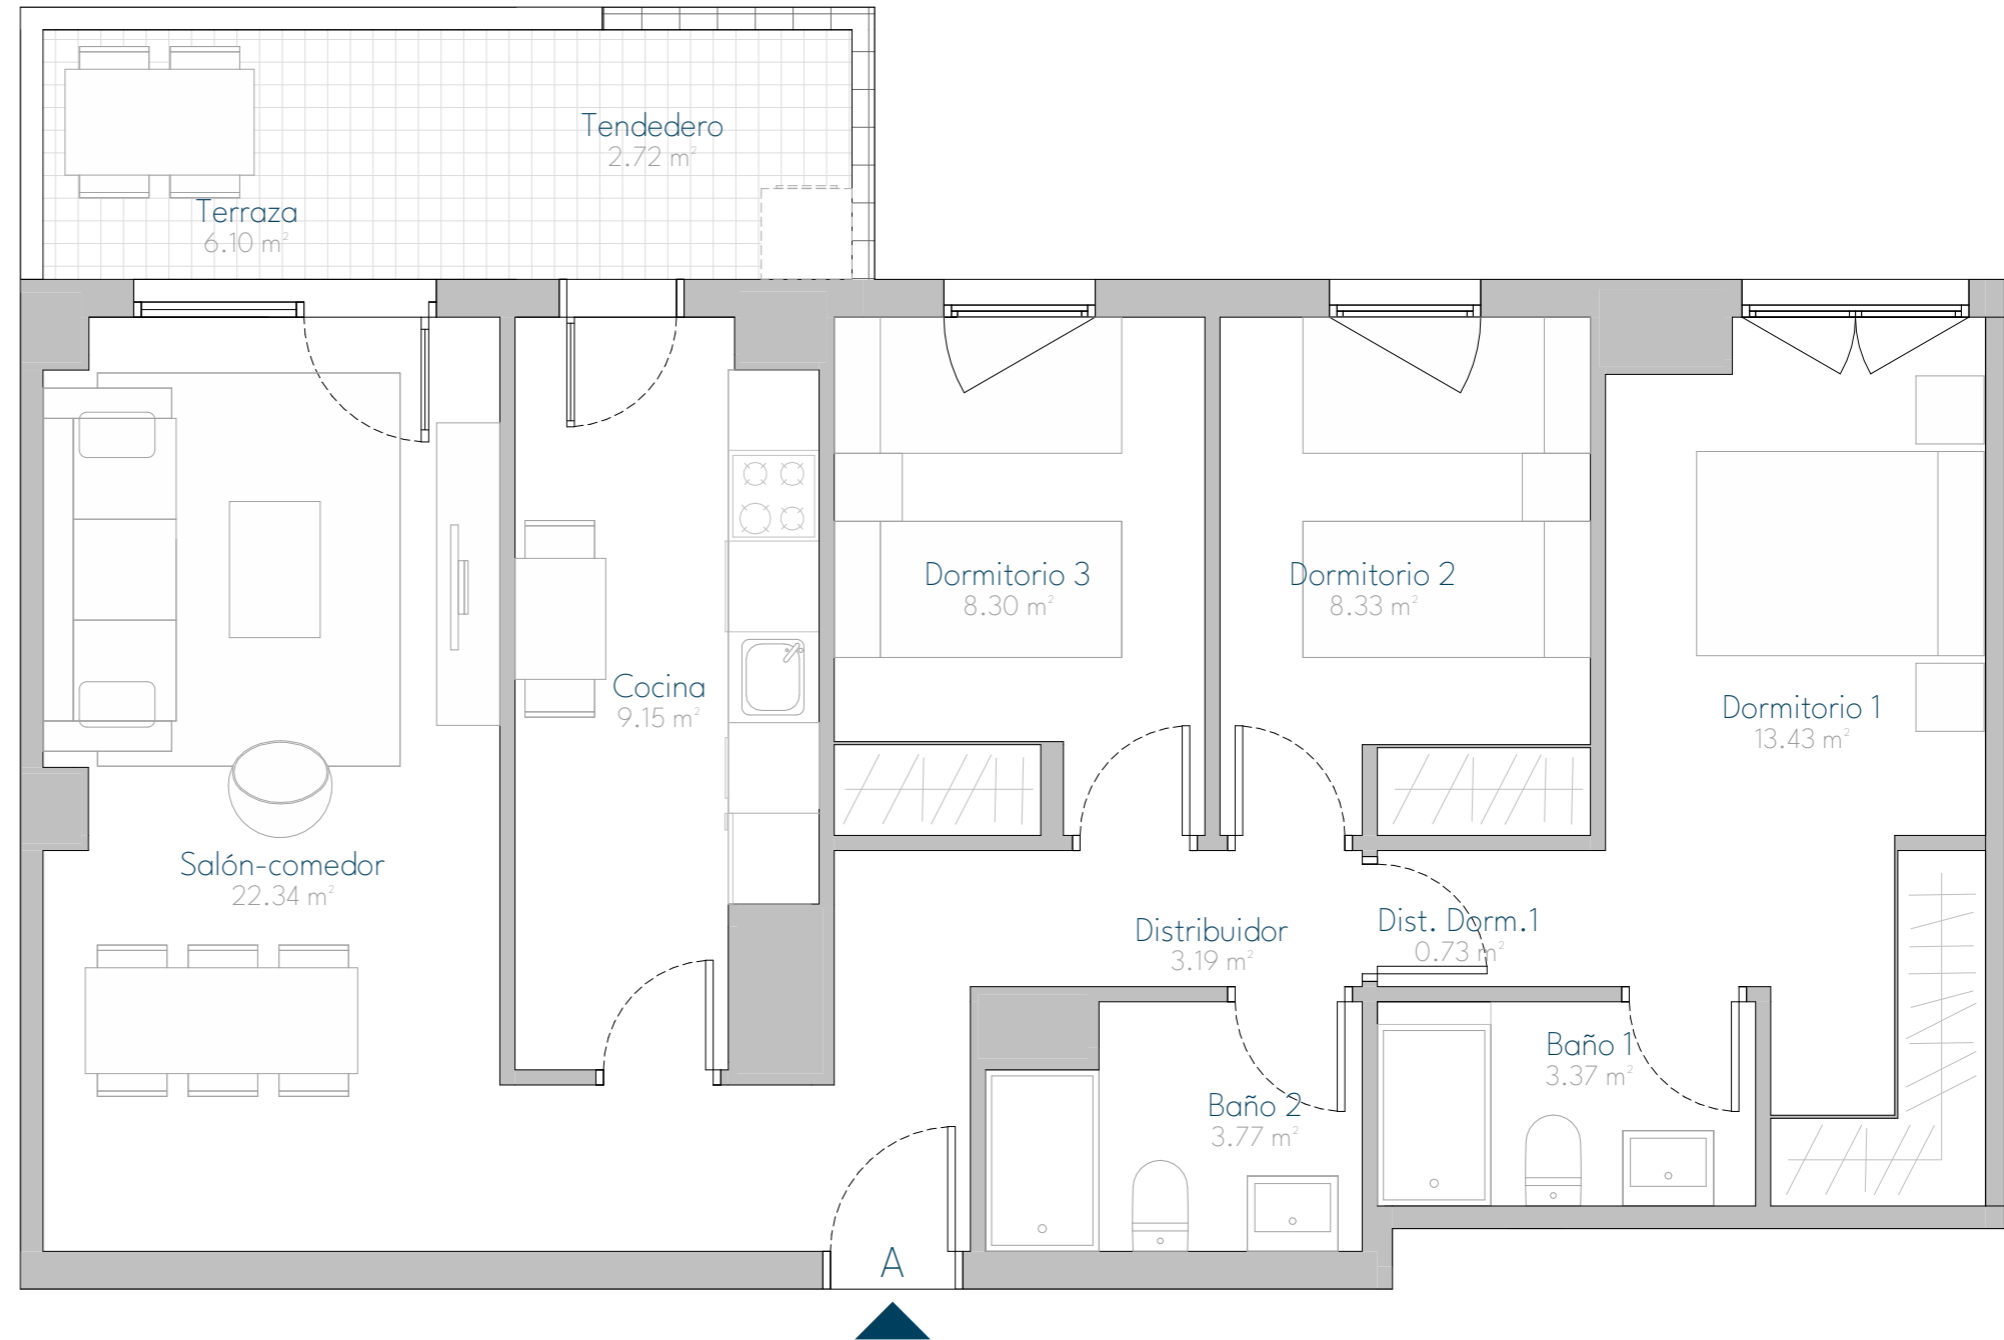 Tendedero
2.72 m²
Terraza
6.10 m²
Dormitorio 3
8.30 m²
Dormitorio 2
8.33 m²
Cocina
9.15 m²
Dormitorio 1
13.43 m²
Salón-comedor
22.34 m²
Distribuidor
3.19 m²
Dist. Dorm.1
0.73 m²
Baño 1
3.37 m²
Baño 2
3.77 m²
A